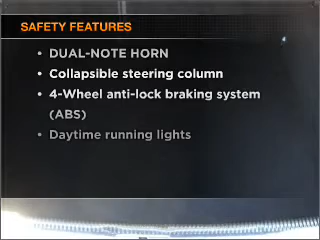 SAFETY FEATURES
• DUAL-NOTE HORN
• Collapsible steering column
• 4-Wheel anti-lock braking system
(ABS)
• Daytime running lights